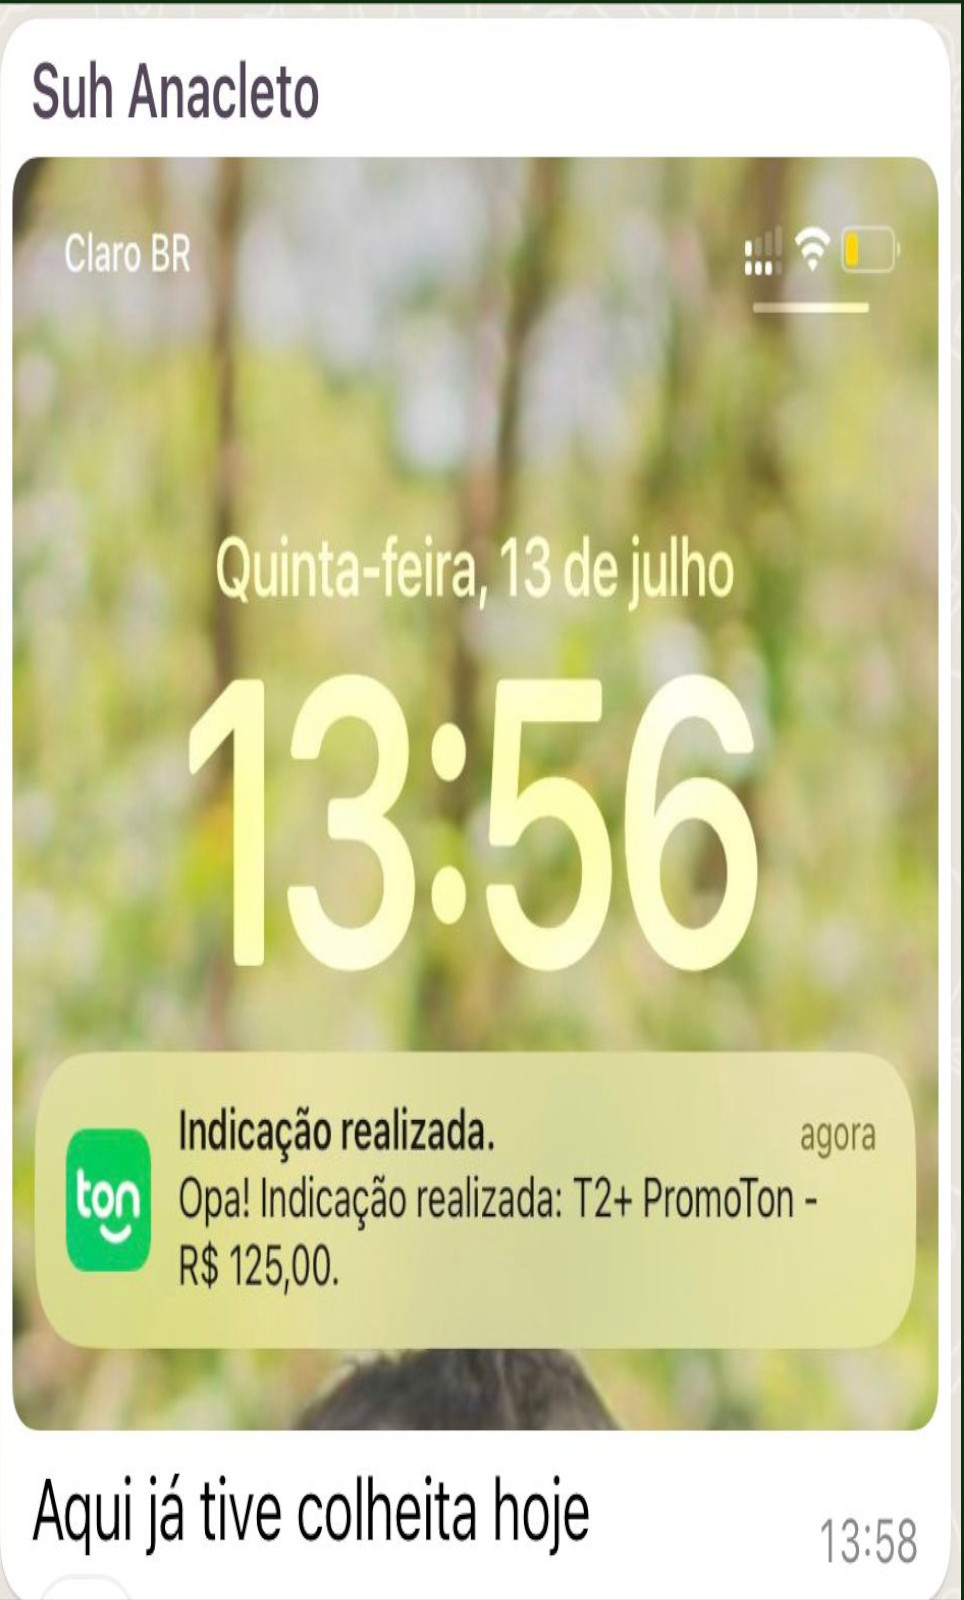 Suh Anacleto
Claro BR
Quinta-feira, 13 de julho
13:56
Indicação realizada.
agora
ton
Opa! Indicação realizada: T2+ PromoTon -
R$ 125,00.
Aqui já tive colheita hoje
13:58